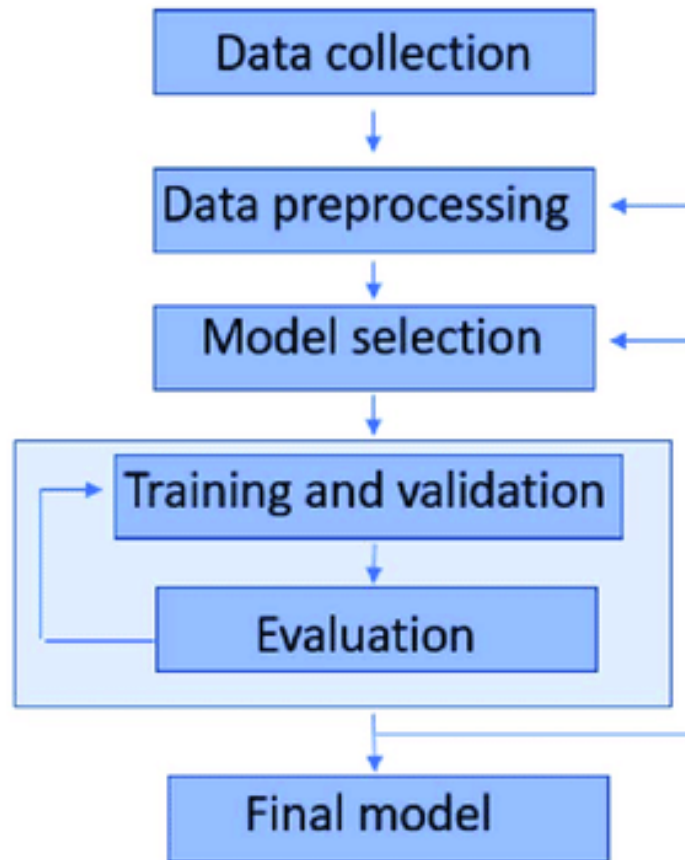 Data collection
Data preprocessing
Model selection
Training and validation
Evaluation
Final model